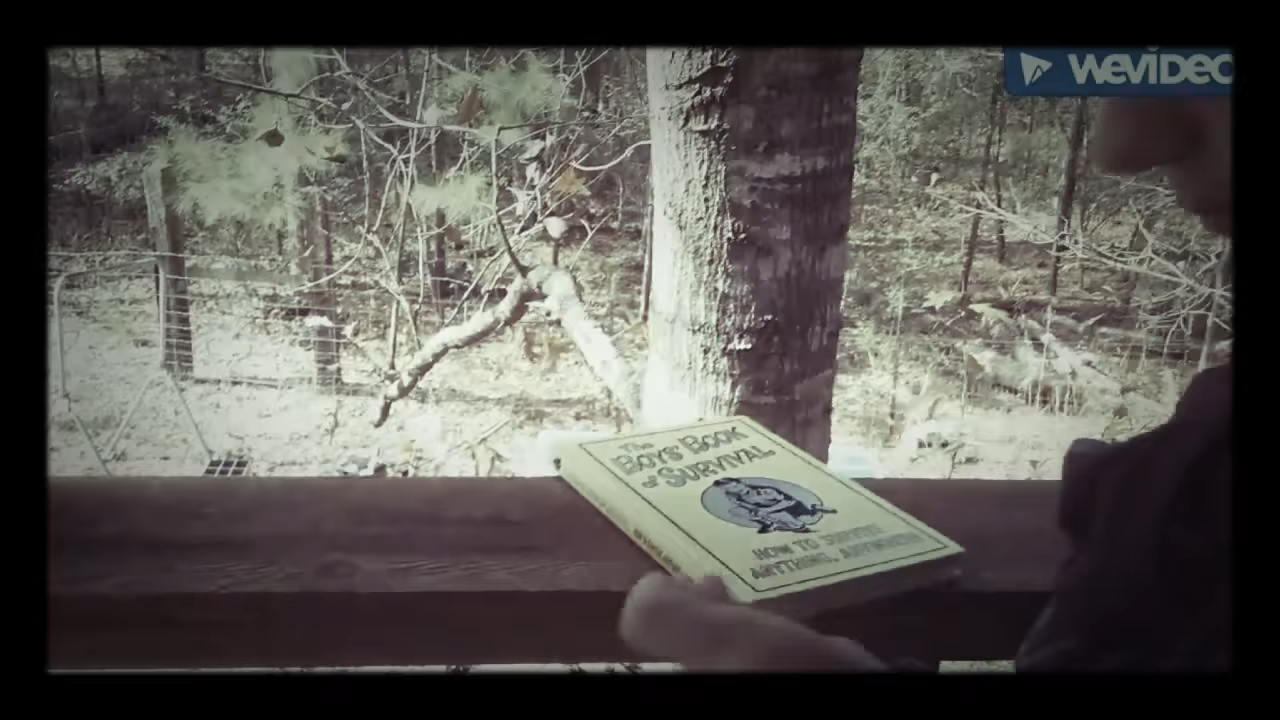 WEVIDEO
The
BOYS' BOOK
of SURVIVAL
HOW TO SURVIVE
ANYTHING, ANYWHERE